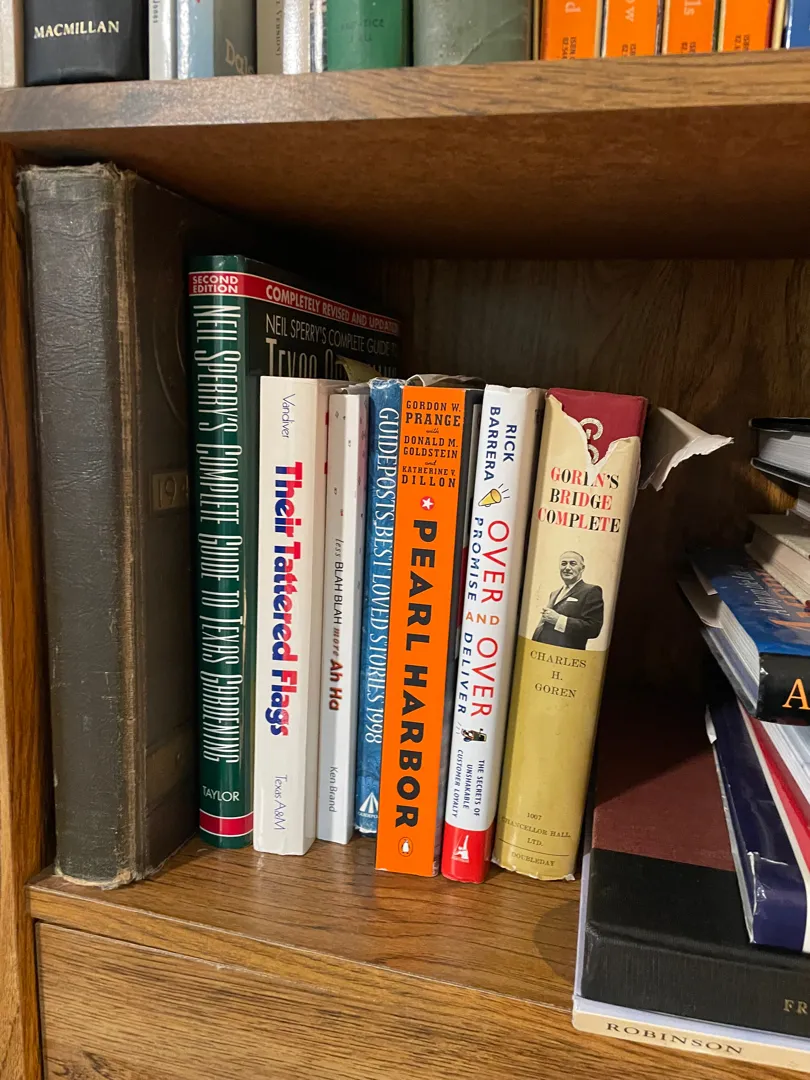 MACMILLAN
SECOND
EDITION
NEIL SPERRY'S COMPLETE GUIDE TO TEXAS GARDENING
TAYLOR
COMPLETELY REVISED AND UPDATED
NEIL SPERRY'S COMPLETE GUIDE TO
Vandiver
Their Tattered Flags
Texas A&M
less BLAH BLAH more Ah Ha
Ken Brand
GUIDEPOSTS BEST LOVED STORIES 1998
GORDON W.
PRANGE
with
DONALD M.
GOLDSTEIN
and
KATHERINE V.
DILLON
PEARL HARBOR
RICK
BARRERA
OVER
PROMISE
AND
OVER
DELIVER
THE SECRETS OF
UNSHAKABLE
CUSTOMER LOYALTY
GO
GOREN'S
BRIDGE
COMPLETE
CHARLES
H.
GOREN
CHANCELLOR HALL
LTD.
DOUBLEDAY
A
FR
ROBINSON